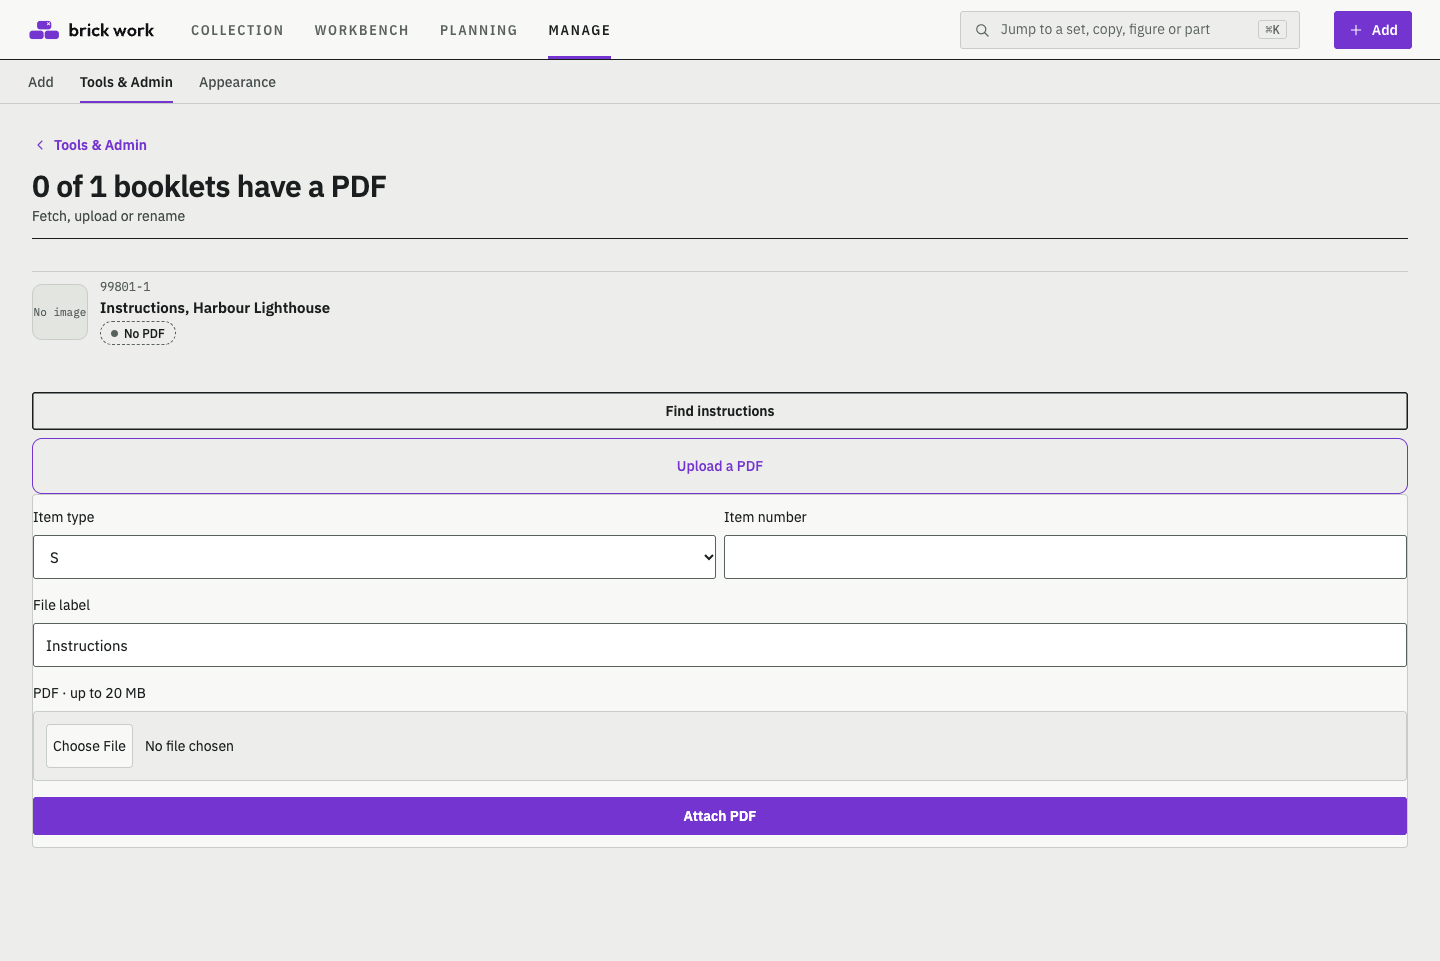 brick work
COLLECTION
WORKBENCH
PLANNING
MANAGE
Jump to a set, copy, figure or part
⌘K
Add
Add
Tools & Admin
Appearance
Tools & Admin
0 of 1 booklets have a PDF
Fetch, upload or rename
No image
99801-1
Instructions, Harbour Lighthouse
No PDF
Find instructions
Upload a PDF
Item type
Item number
S
File label
Instructions
PDF · up to 20 MB
Choose File
No file chosen
Attach PDF